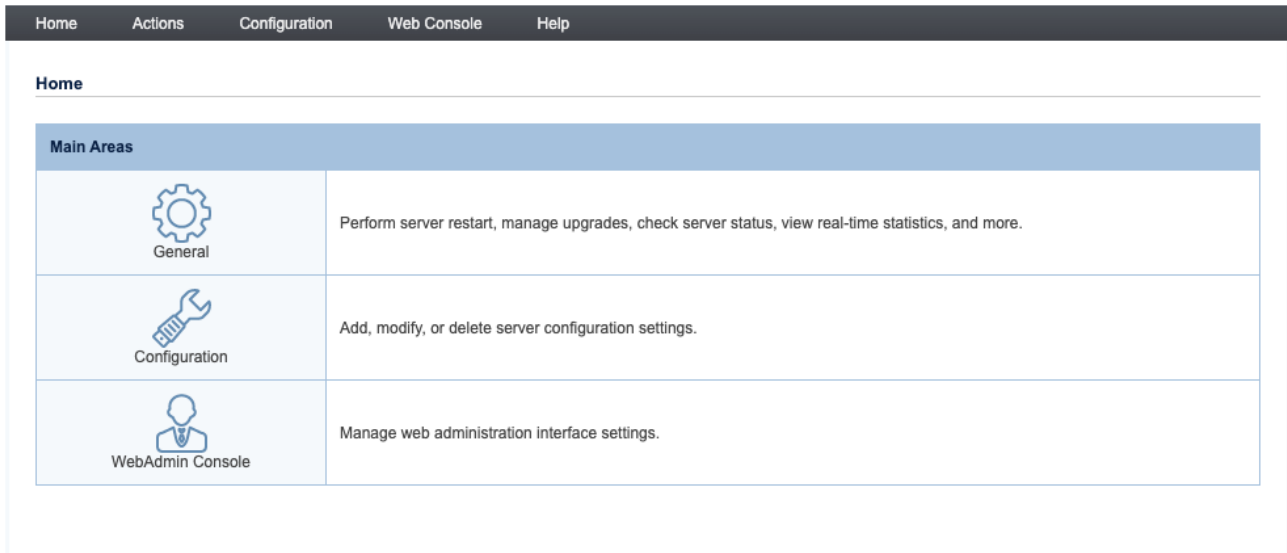 Home Actions Configuration Web Console Help
Home
Main Areas
General
Perform server restart, manage upgrades, check server status, view real-time statistics, and more.
Configuration
Add, modify, or delete server configuration settings.
WebAdmin Console
Manage web administration interface settings.